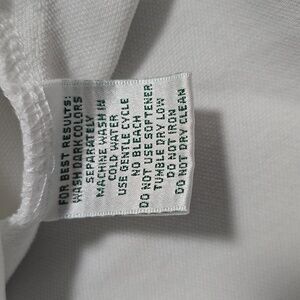 FOR BEST RESULTS:
WASH DARK COLORS
SEPARATELY
MACHINE WASH IN
COLD WATER
USE GENTLE CYCLE
NO BLEACH
DO NOT USE SOFTENER
TUMBLE DRY LOW
DO NOT IRON
DO NOT DRY CLEAN